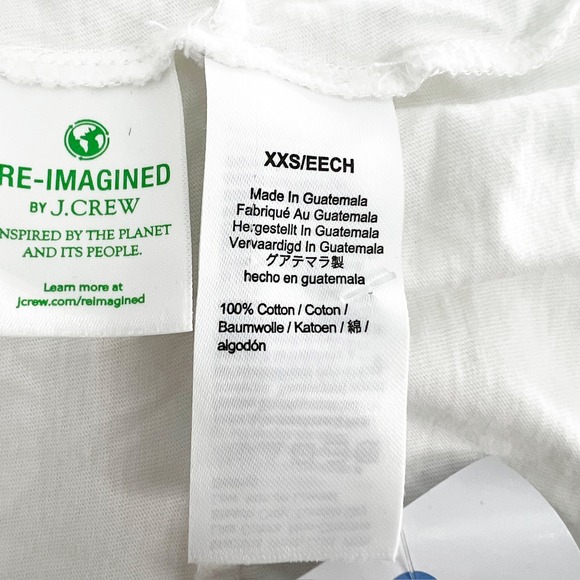 RE-IMAGINED
BY J.CREW
INSPIRED BY THE PLANET
AND ITS PEOPLE.
Learn more at
jcrew.com/reimagined
XXS/EECH
Made In Guatemala
Fabriqué Au Guatemala
Hergestellt In Guatemala
Vervaardigd In Guatemala
グアテマラ製
hecho en guatemala
100% Cotton / Coton /
Baumwolle / Katoen / 綿 /
algodón